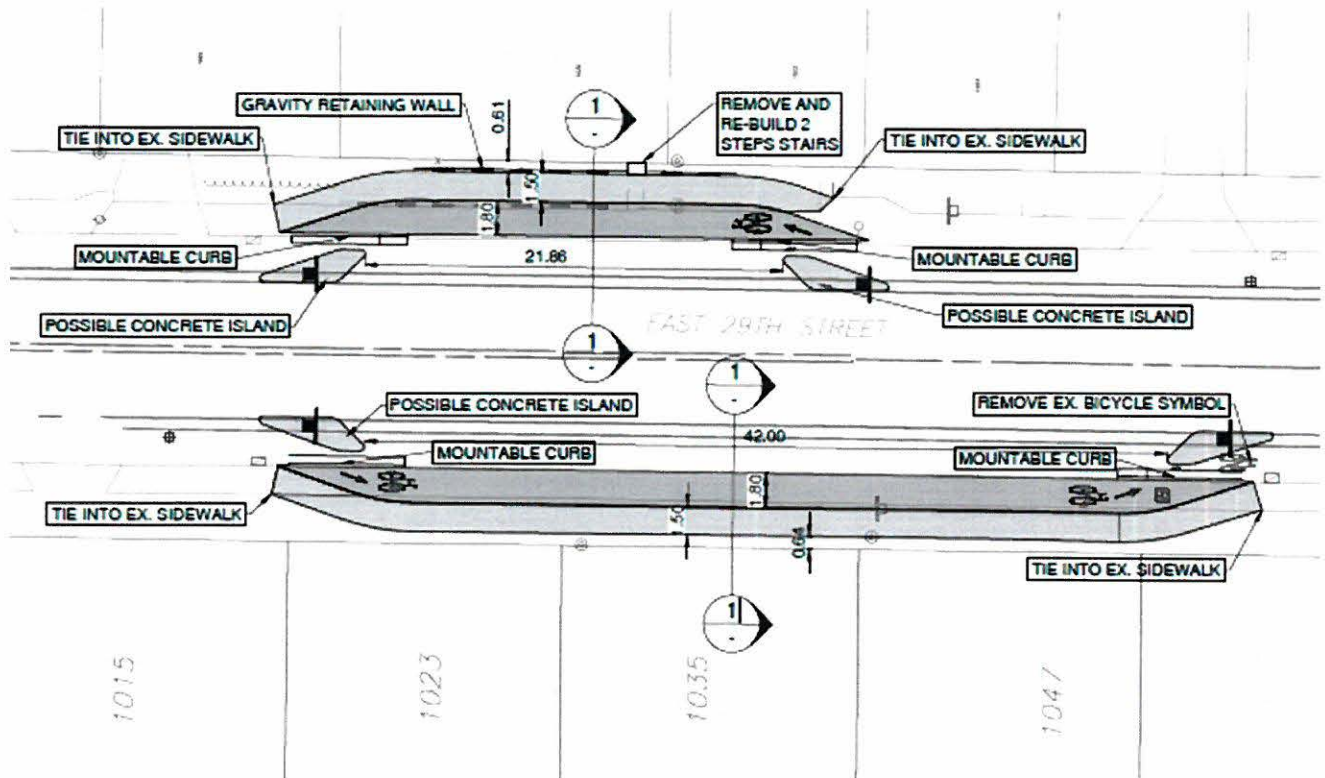 GRAVITY RETAINING WALL
0.61
1
-
REMOVE AND
RE-BUILD 2
STEPS STAIRS
TIE INTO EX. SIDEWALK
TIE INTO EX. SIDEWALK
1.50
1.80
MOUNTABLE CURB
21.86
MOUNTABLE CURB
POSSIBLE CONCRETE ISLAND
POSSIBLE CONCRETE ISLAND
EAST 29TH STREET
1
-
1
-
POSSIBLE CONCRETE ISLAND
REMOVE EX. BICYCLE SYMBOL
42.00
MOUNTABLE CURB
MOUNTABLE CURB
1.80
TIE INTO EX. SIDEWALK
.50
0.64
TIE INTO EX. SIDEWALK
1
-
1015
1023
1035
1047